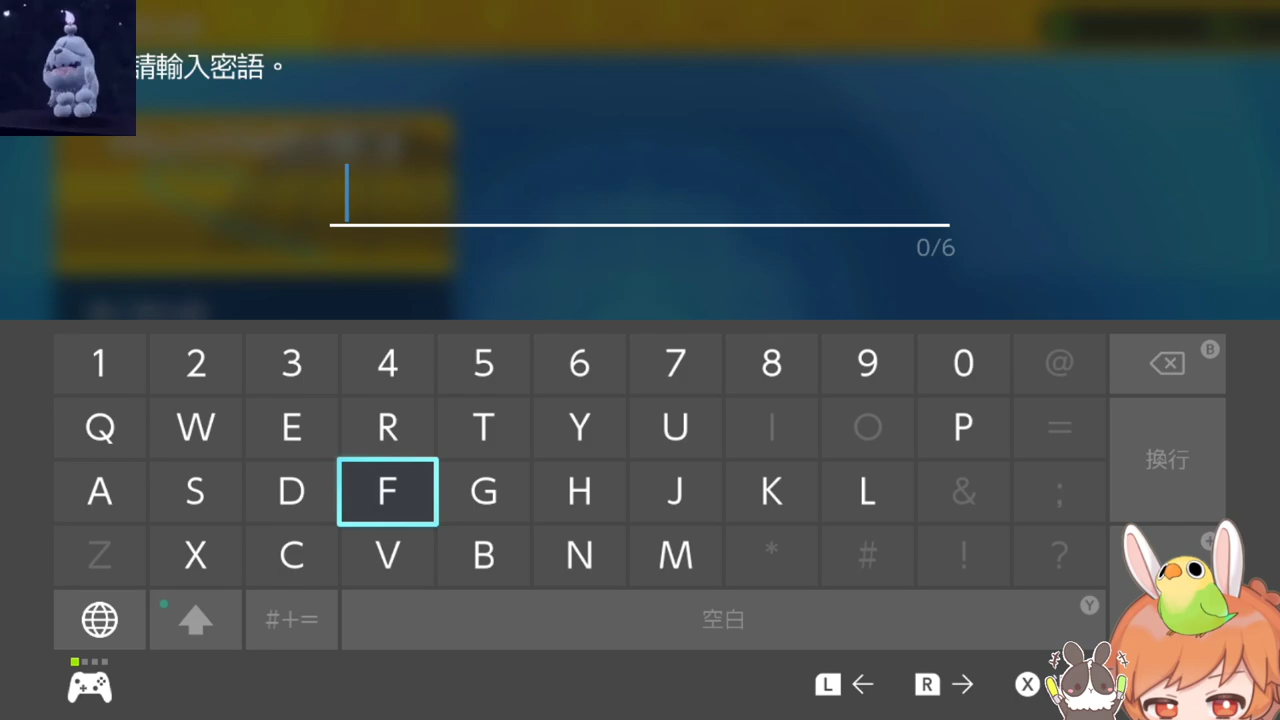 請輸入密語。
0/6
1 2 3 4 5 6 7 8 9 0 @ B
Q W E R T Y U I O P =
換行
A S D F G H J K L & ;
Z X C V B N M * # ! ? +
#+= 空白 Y
L ← R → X